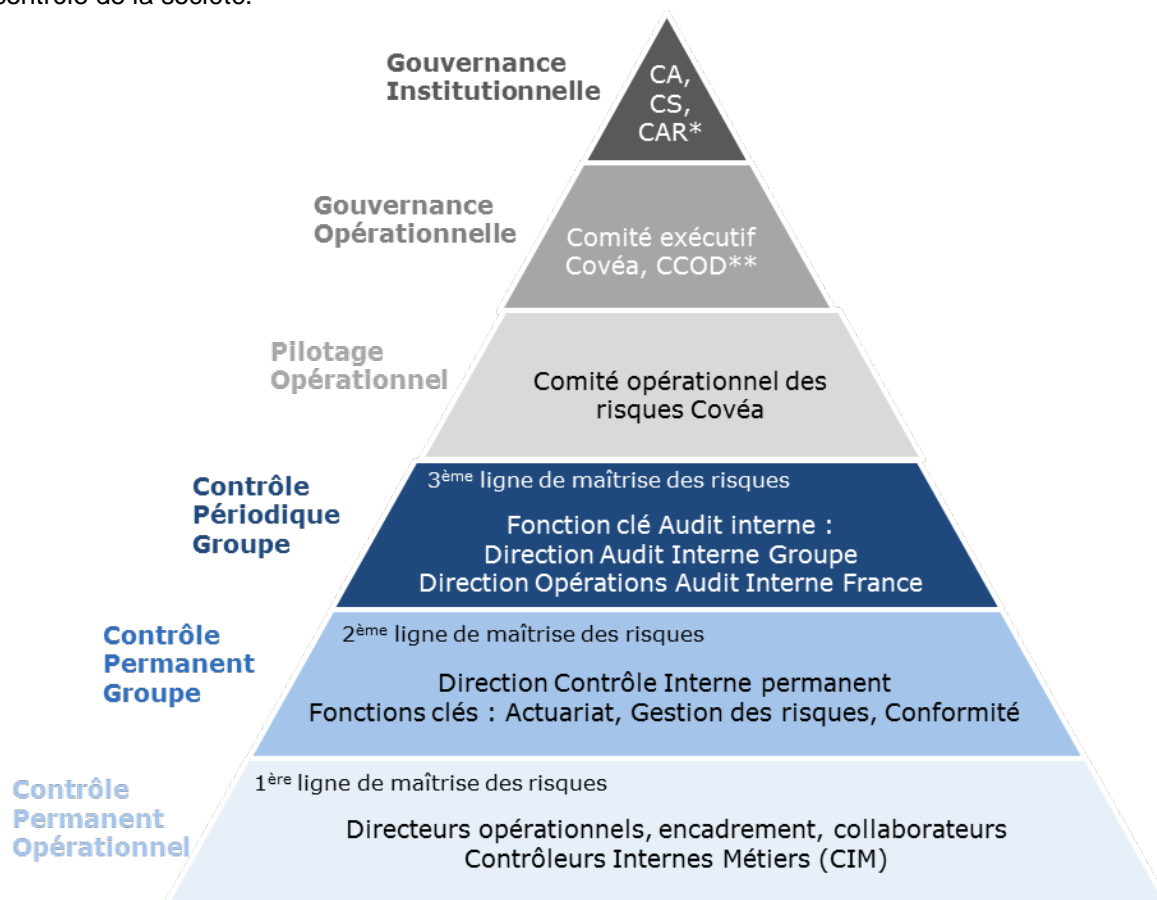 contrôle de la société.
Gouvernance
Institutionnelle
CA,
CS,
CAR*
Gouvernance
Opérationnelle
Comité exécutif
Covéa, CCOD**
Pilotage
Opérationnel
Comité opérationnel des
risques Covéa
Contrôle
Périodique
Groupe
3ème ligne de maîtrise des risques
Fonction clé Audit interne :
Direction Audit Interne Groupe
Direction Opérations Audit Interne France
Contrôle
Permanent
Groupe
2ème ligne de maîtrise des risques
Direction Contrôle Interne permanent
Fonctions clés : Actuariat, Gestion des risques, Conformité
Contrôle
Permanent
Opérationnel
1ère ligne de maîtrise des risques
Directeurs opérationnels, encadrement, collaborateurs
Contrôleurs Internes Métiers (CIM)